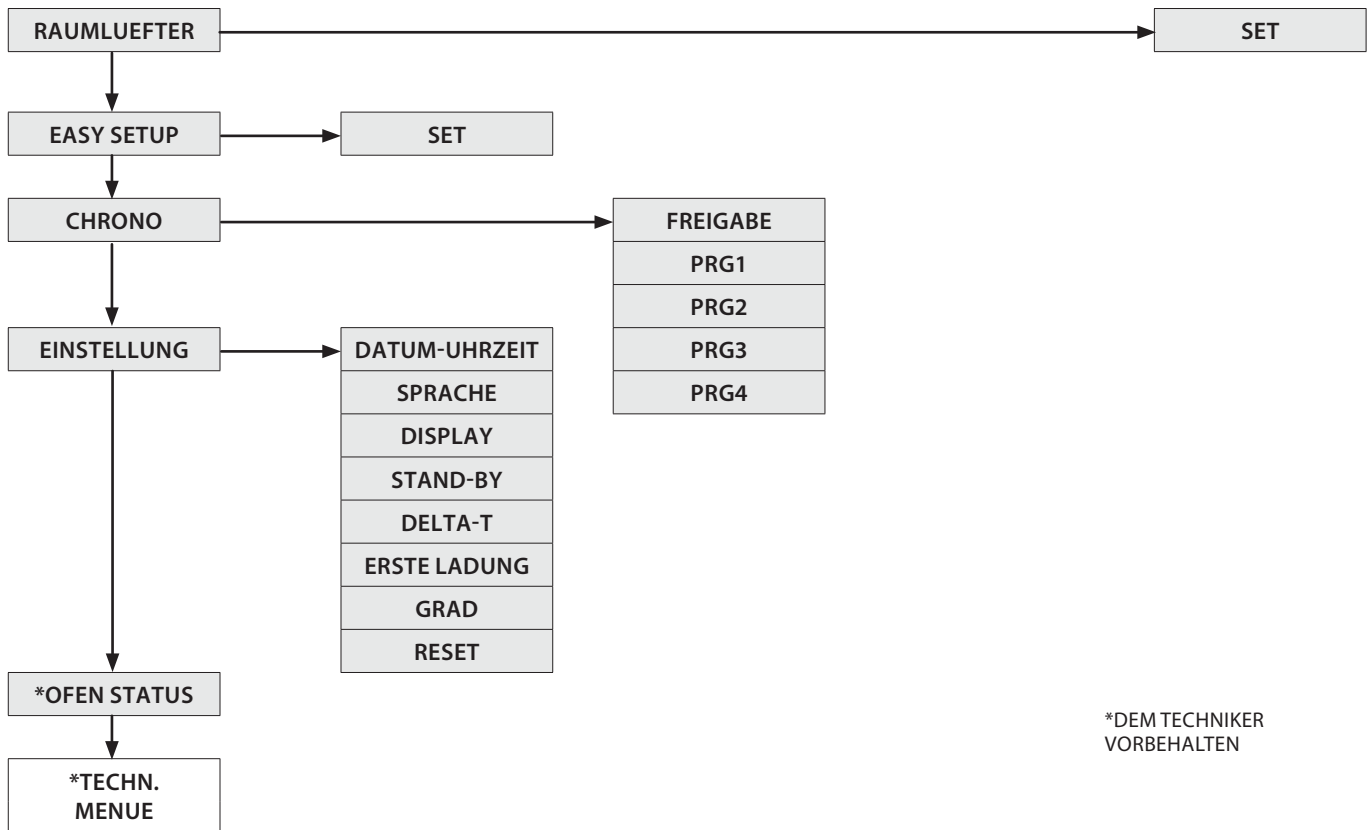 RAUMLUEFTER
SET
EASY SETUP
SET
CHRONO
FREIGABE
PRG1
PRG2
PRG3
PRG4
EINSTELLUNG
DATUM-UHRZEIT
SPRACHE
DISPLAY
STAND-BY
DELTA-T
ERSTE LADUNG
GRAD
RESET
*OFEN STATUS
*TECHN.
MENUE
*DEM TECHNIKER
VORBEHALTEN